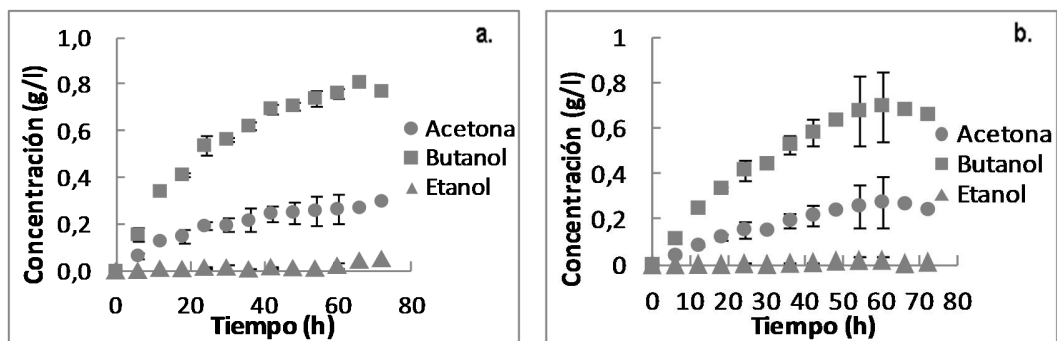 a.
1,0
0,8
0,6
0,4
0,2
0,0
Concentración (g/l)
Acetona
Butanol
Etanol
0 20 40 60 80
Tiempo (h)
b.
1
0,8
0,6
0,4
0,2
0
Concentración (g/l)
Acetona
Butanol
Etanol
0 10 20 30 40 50 60 70 80
Tiempo (h)